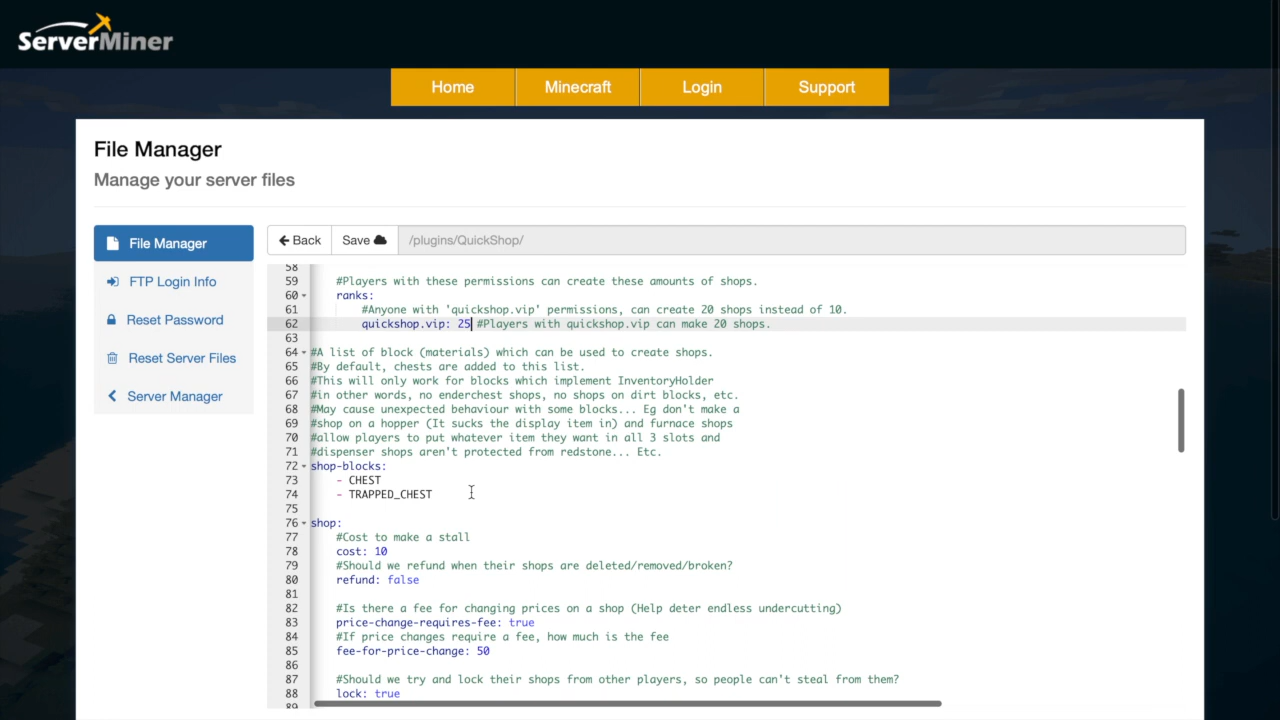 ServerMiner
Home
Minecraft
Login
Support
File Manager
Manage your server files
File Manager
FTP Login Info
Reset Password
Reset Server Files
Server Manager
Back
Save
/plugins/QuickShop/
58
59 #Players with these permissions can create these amounts of shops.
60 ranks:
61 #Anyone with 'quickshop.vip' permissions, can create 20 shops instead of 10.
62 quickshop.vip: 25 #Players with quickshop.vip can make 20 shops.
63
64 #A list of block (materials) which can be used to create shops.
65 #By default, chests are added to this list.
66 #This will only work for blocks which implement InventoryHolder
67 #in other words, no enderchest shops, no shops on dirt blocks, etc.
68 #May cause unexpected behaviour with some blocks... Eg don't make a
69 #shop on a hopper (It sucks the display item in) and furnace shops
70 #allow players to put whatever item they want in all 3 slots and
71 #dispenser shops aren't protected from redstone... Etc.
72 shop-blocks:
73 - CHEST
74 - TRAPPED_CHEST
75
76 shop:
77 #Cost to make a stall
78 cost: 10
79 #Should we refund when their shops are deleted/removed/broken?
80 refund: false
81
82 #Is there a fee for changing prices on a shop (Help deter endless undercutting)
83 price-change-requires-fee: true
84 #If price changes require a fee, how much is the fee
85 fee-for-price-change: 50
86
87 #Should we try and lock their shops from other players, so people can't steal from them?
88 lock: true
89